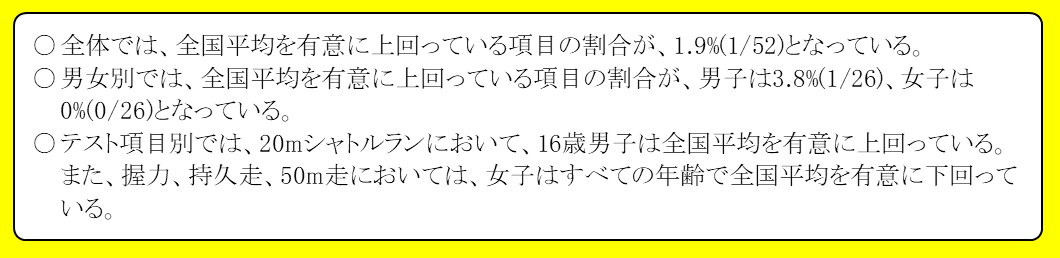 ○ 全体では、全国平均を有意に上回っている項目の割合が、1.9%(1/52)となっている。
○ 男女別では、全国平均を有意に上回っている項目の割合が、男子は3.8%(1/26)、女子は
0%(0/26)となっている。
○ テスト項目別では、20mシャトルランにおいて、16歳男子は全国平均を有意に上回っている。
また、握力、持久走、50m走においては、女子はすべての年齢で全国平均を有意に下回って
いる。